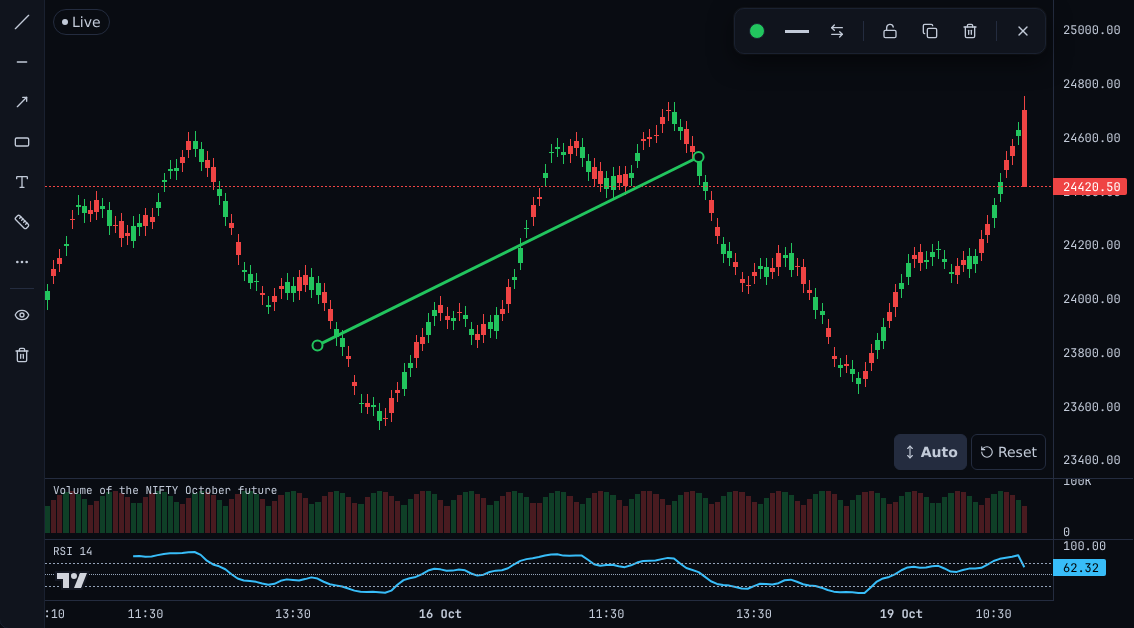 Live
25000.00
24800.00
24600.00
24420.50
24200.00
24000.00
23800.00
23600.00
Auto
Reset
23400.00
Volume of the NIFTY October future
100K
0
RSI 14
100.00
62.32
:10 11:30 13:30 16 Oct 11:30 13:30 19 Oct 10:30